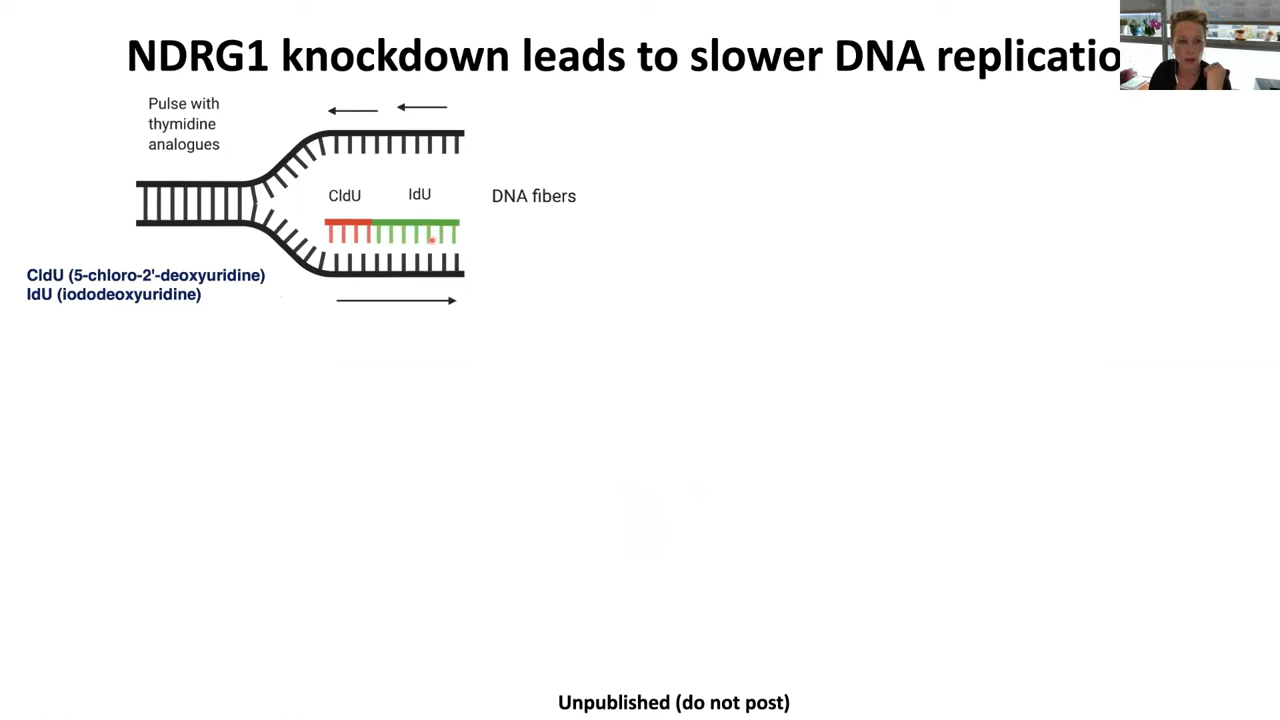 NDRG1 knockdown leads to slower DNA replicatio
Pulse with
thymidine
analogues
CldU
IdU
DNA fibers
CldU (5-chloro-2'-deoxyuridine)
IdU (iododeoxyuridine)
Unpublished (do not post)